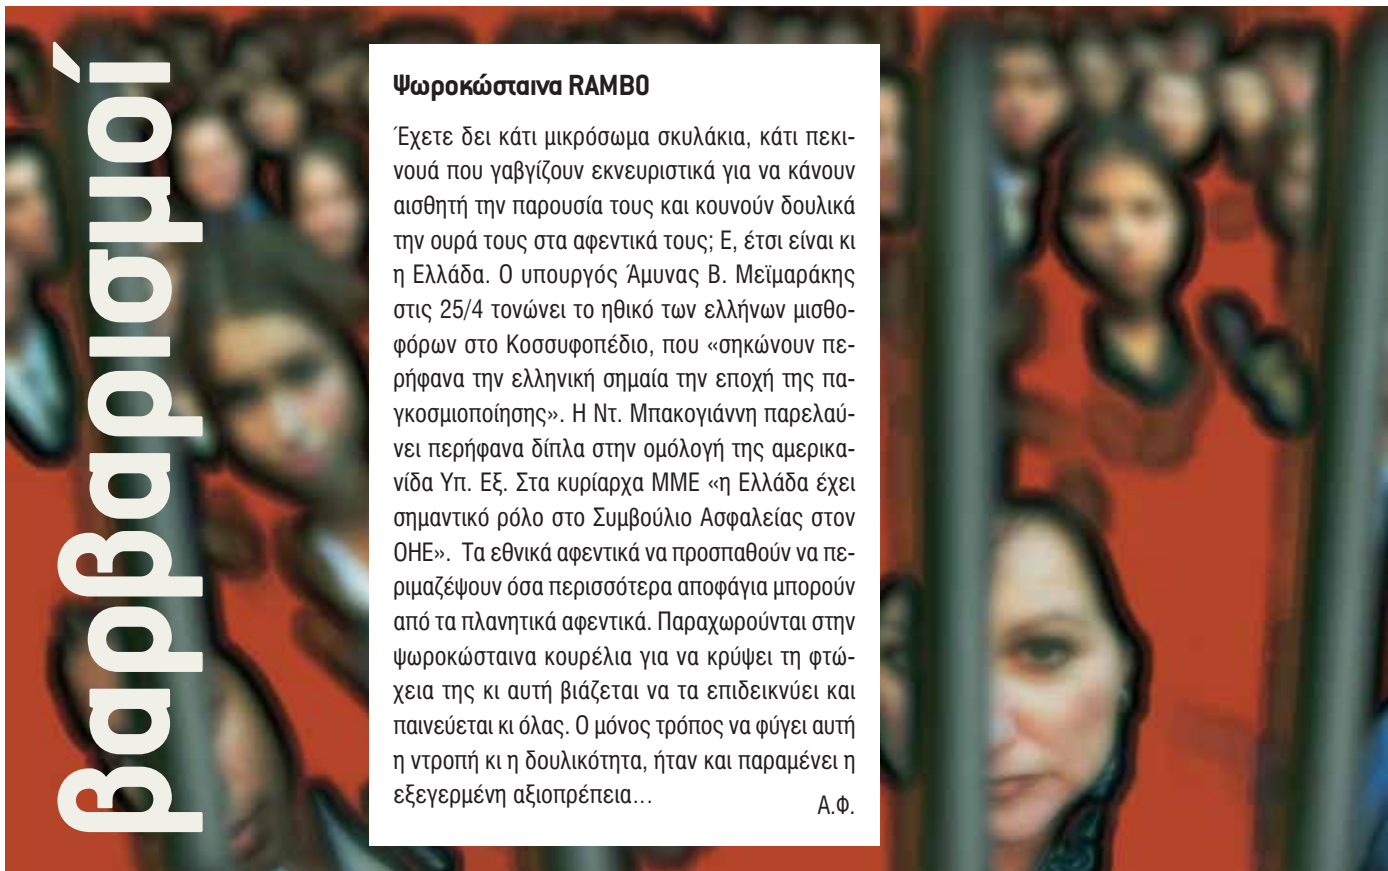 βαρβαρισμοί
Ψωροκώσταινα RAMBO
Έχετε δει κάτι μικρόσωμα σκυλάκια, κάτι πεκι-
νουά που γαβγίζουν εκνευριστικά για να κάνουν
αισθητή την παρουσία τους και κουνούν δουλικά
την ουρά τους στα αφεντικά τους; Ε, έτσι είναι κι
η Ελλάδα. Ο υπουργός Άμυνας Β. Μεϊμαράκης
στις 25/4 τονώνει το ηθικό των ελλήνων μισθο-
φόρων στο Κοσσυφοπέδιο, που «σηκώνουν πε-
ρήφανα την ελληνική σημαία την εποχή της πα-
γκοσμιοποίησης». Η Ντ. Μπακογιάννη παρελαύ-
νει περήφανα δίπλα στην ομόλογή της αμερικα-
νίδα Υπ. Εξ. Στα κυρίαρχα ΜΜΕ «η Ελλάδα έχει
σημαντικό ρόλο στο Συμβούλιο Ασφαλείας στον
ΟΗΕ». Τα εθνικά αφεντικά να προσπαθούν να πε-
ριμαζέψουν όσα περισσότερα αποφάγια μπορούν
από τα πλανητικά αφεντικά. Παραχωρούνται στην
ψωροκώσταινα κουρέλια για να κρύψει τη φτώ-
χεια της κι αυτή βιάζεται να τα επιδεικνύει και
παινεύεται κι όλας. Ο μόνος τρόπος να φύγει αυτή
η ντροπή κι η δουλικότητα, ήταν και παραμένει η
εξεγερμένη αξιοπρέπεια...
Α.Φ.